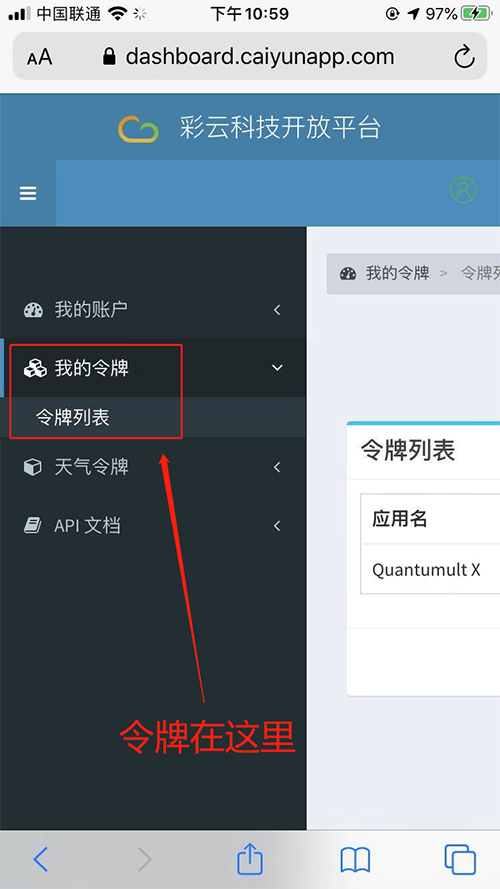 中国联通 下午10:59 97%
AA dashboard.caiyunapp.com
彩云科技开放平台
我的账户
我的令牌 > 令牌列
我的令牌
令牌列表
天气令牌
API 文档
令牌列表
应用名
Quantumult X
令牌在这里